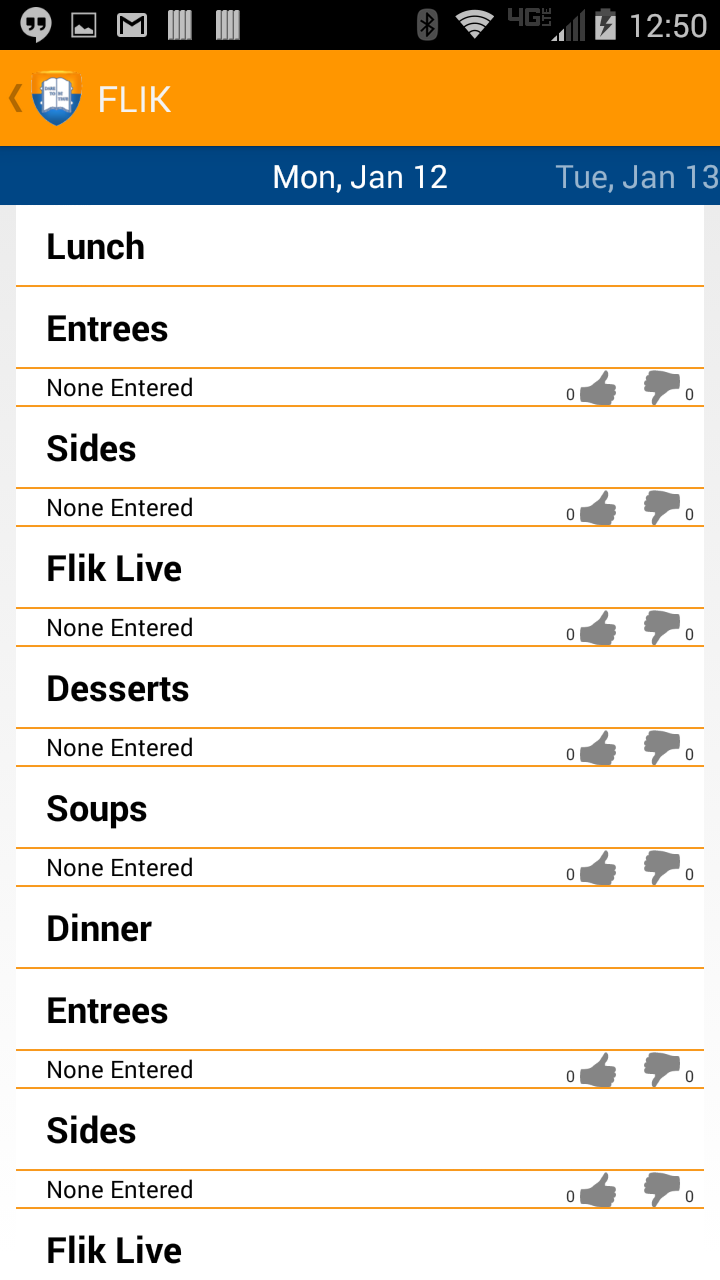 4G LTE 12:50
FLIK
Mon, Jan 12 Tue, Jan 13
Lunch
Entrees
None Entered 0 0
Sides
None Entered 0 0
Flik Live
None Entered 0 0
Desserts
None Entered 0 0
Soups
None Entered 0 0
Dinner
Entrees
None Entered 0 0
Sides
None Entered 0 0
Flik Live